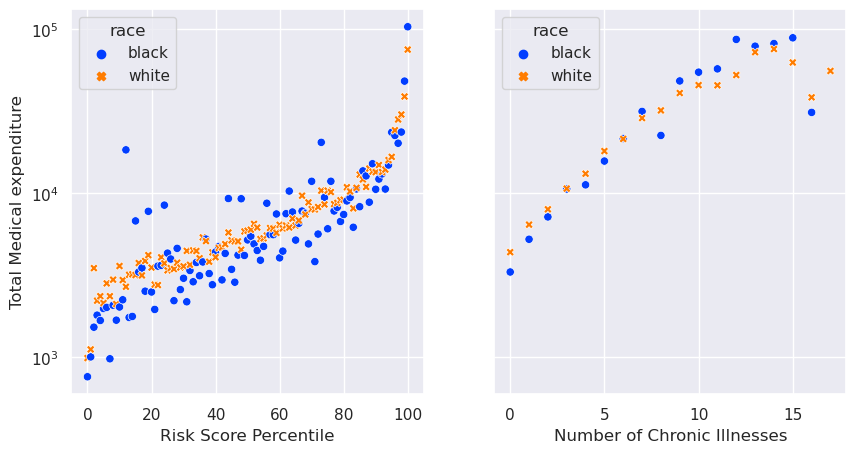 race
black
white
10^5
10^4
10^3
Total Medical expenditure
0 20 40 60 80 100
Risk Score Percentile
race
black
white
0 5 10 15
Number of Chronic Illnesses